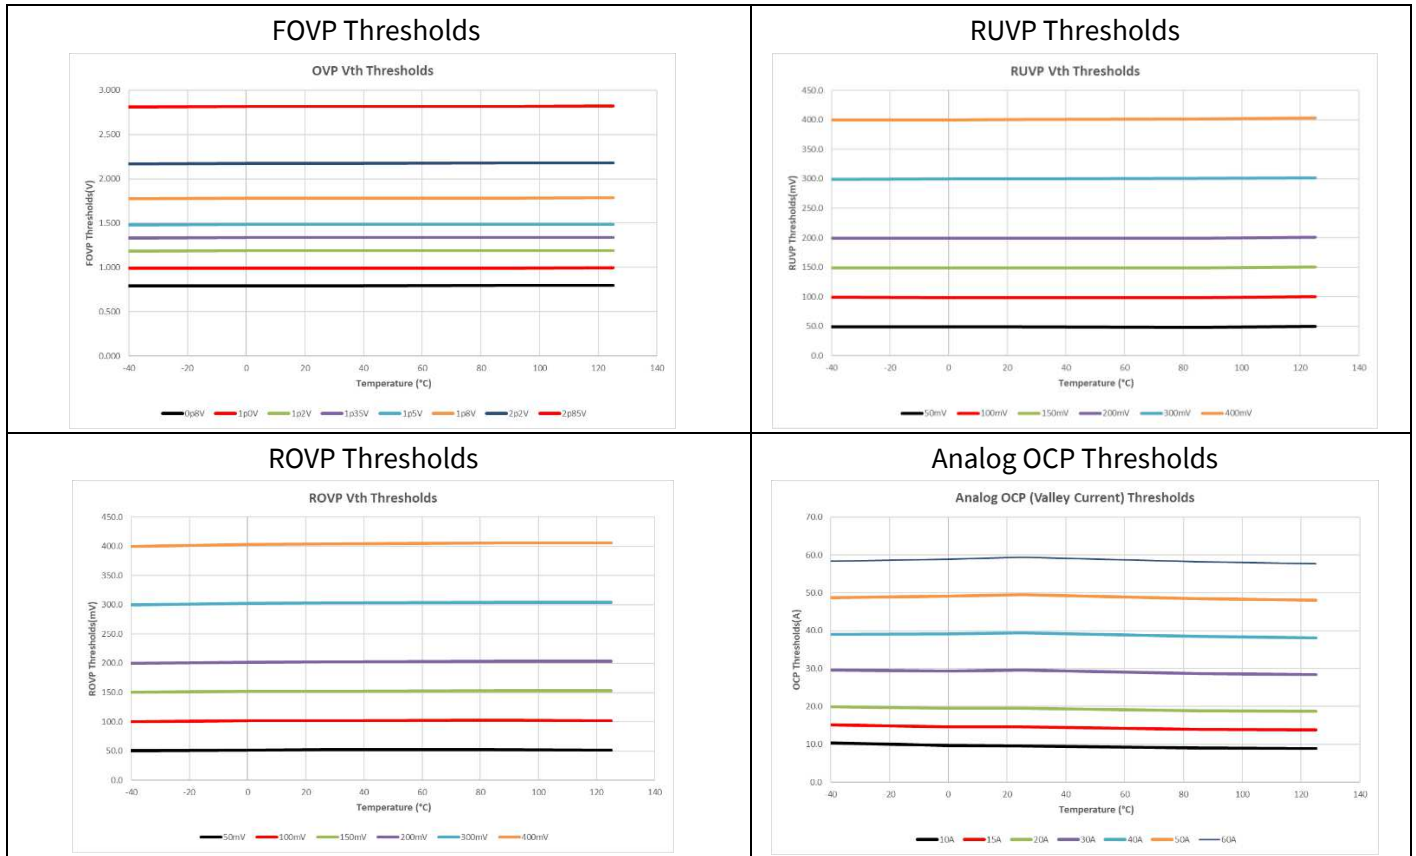 FOVP Thresholds
OVP Vth Thresholds
3.000
2.500
2.000
1.500
1.000
0.500
0.000
FOVP Thresholds(V)
-40 -20 0 20 40 60 80 100 120 140
Temperature (°C)
0p8V 1p0V 1p2V 1p35V 1p5V 1p8V 2p2V 2p85V
RUVP Thresholds
RUVP Vth Thresholds
450.0
400.0
350.0
300.0
250.0
200.0
150.0
100.0
50.0
0.0
RUVP Thresholds(mV)
-40 -20 0 20 40 60 80 100 120 140
Temperature (°C)
50mV 100mV 150mV 200mV 300mV 400mV
ROVP Thresholds
ROVP Vth Thresholds
450.0
400.0
350.0
300.0
250.0
200.0
150.0
100.0
50.0
0.0
ROVP Thresholds(mV)
-40 -20 0 20 40 60 80 100 120 140
Temperature (°C)
50mV 100mV 150mV 200mV 300mV 400mV
Analog OCP Thresholds
Analog OCP (Valley Current) Thresholds
70.0
60.0
50.0
40.0
30.0
20.0
10.0
0.0
OCP Thresholds(A)
40 -20 0 20 40 60 80 100 120 140
Temperature (°C)
10A 15A 20A 30A 40A 50A 60A